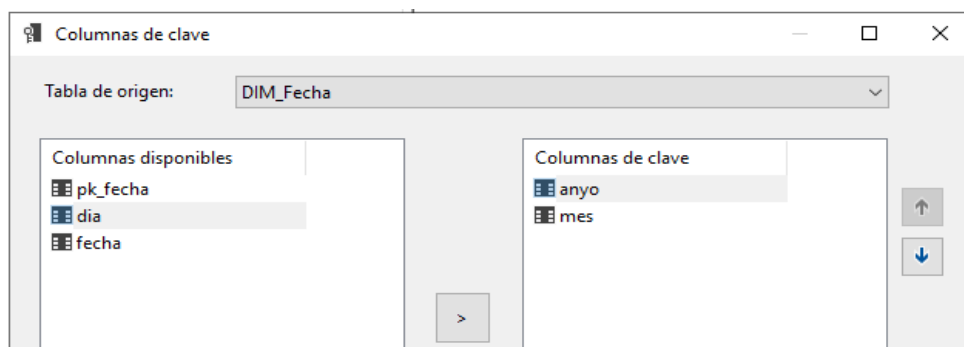 Columnas de clave
Tabla de origen: DIM_Fecha
Columnas disponibles
pk_fecha
dia
fecha
>
Columnas de clave
anyo
mes